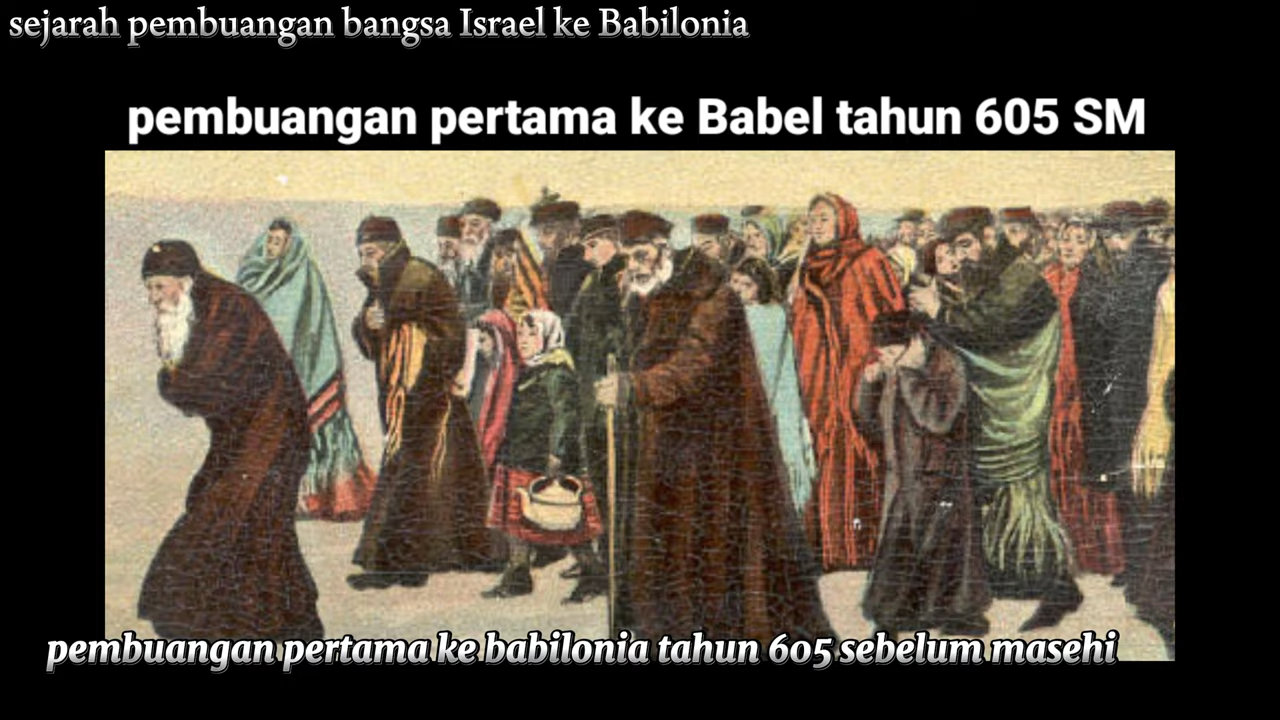 sejarah pembuangan bangsa Israel ke Babilonia
pembuangan pertama ke Babel tahun 605 SM
pembuangan pertama ke babilonia tahun 605 sebelum masehi